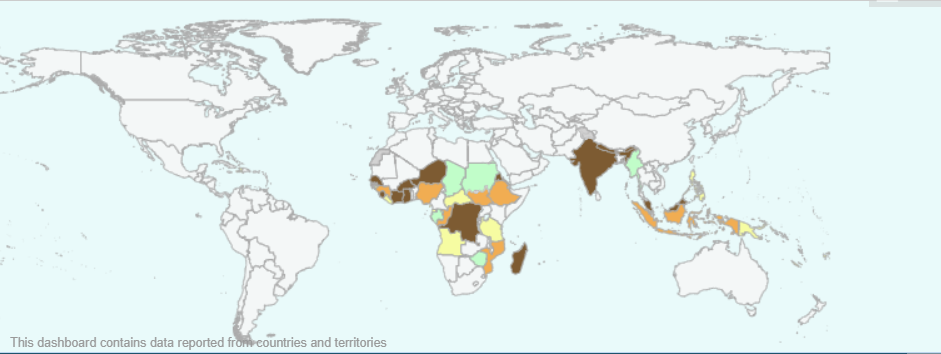 This dashboard contains data reported from countries and territories